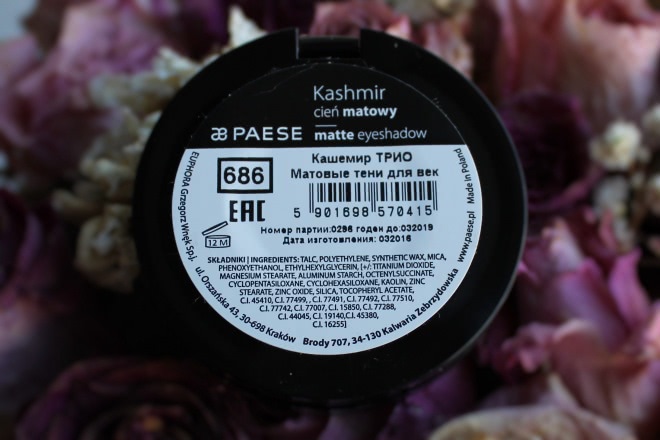 Kashmir
cień matowy
PAESE
matte eyeshadow
Кашемир ТРИО
Матовые тени для век
686
EAC
5 901698 570415
Номер партии:0296 годен до:032019
Дата изготовления: 032016
12 M
SKŁADNIKI | INGREDIENTS: TALC, POLYETHYLENE, SYNTHETIC WAX, MICA,
PHENOXYETHANOL, ETHYLHEXYLGLYCERIN, [+/: TITANIUM DIOXIDE,
MAGNESIUM STEARATE, ALUMINUM STARCH, OCTENYLSUCCINATE,
CYCLOPENTASILOXANE, CYCLOHEXASILOXANE, KAOLIN, ZINC
STEARATE, ZINC OXIDE, SILICA, TOCOPHERYL ACETATE,
C.I. 45410, C.I. 77499, , C.I. 77491, C.I. 77492, C.I. 77510,
C.I. 77742, C.I. 77007, C.I. 15850, C.I. 77288,
C.I. 44045, C.I. 19140, C.I.45380,
C.I. 16255]
EUPHORA Grzegorz Wnęk Sp.J.
ul. Orszańska 43, 30-698 Kraków
Brody 707, 34-130 Kalwaria Zebrzydowska
www.paese.pl
Made in Poland